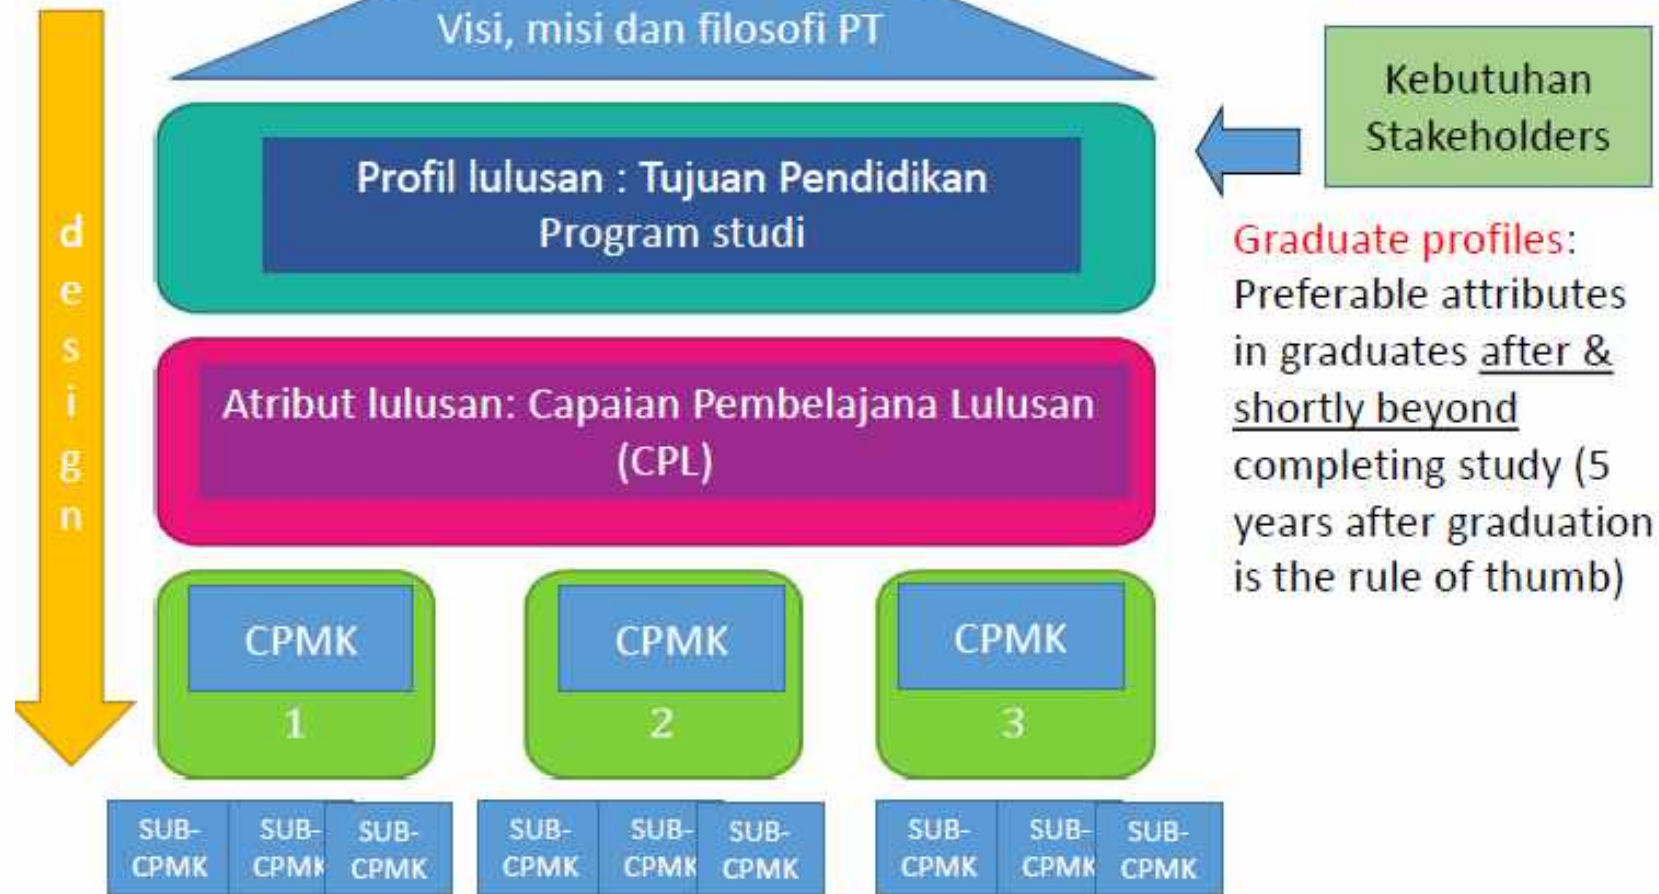 Visi, misi dan filosofi PT
Kebutuhan
Stakeholders
Profil lulusan : Tujuan Pendidikan
Program studi
design
Graduate profiles:
Preferable attributes
in graduates after &
shortly beyond
completing study (5
years after graduation
is the rule of thumb)
Atribut lulusan: Capaian Pembelajana Lulusan
(CPL)
CPMK
1
CPMK
2
CPMK
3
SUB-
CPMK
SUB-
CPMK
SUB-
CPMK
SUB-
CPMK
SUB-
CPMK
SUB-
CPMK
SUB-
CPMK
SUB-
CPMK
SUB-
CPMK